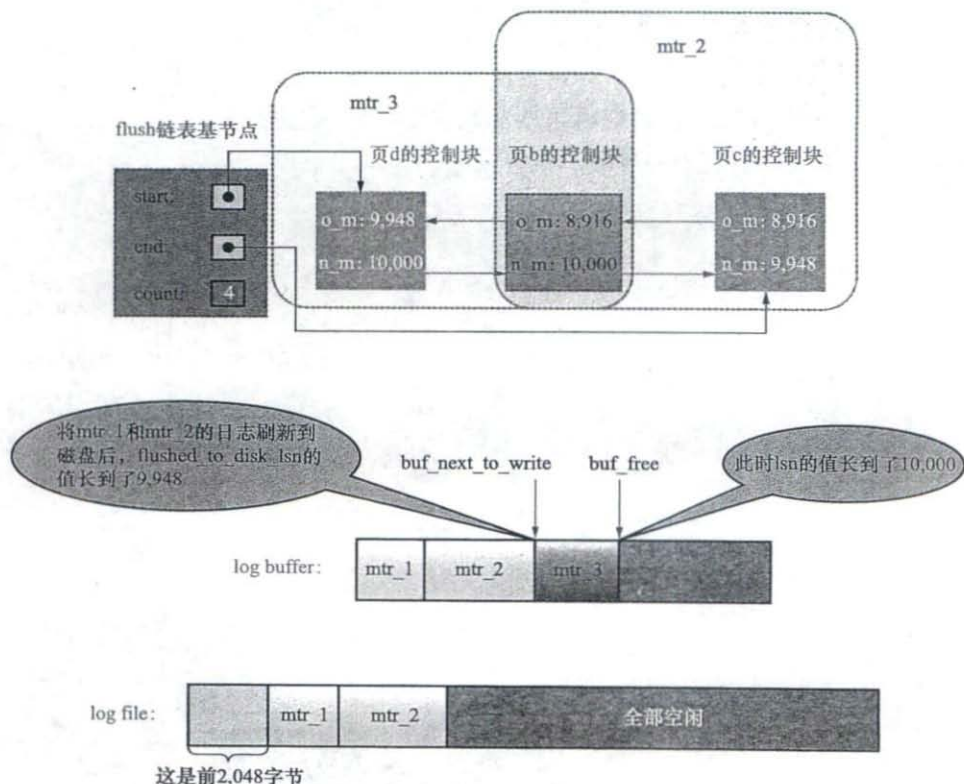 mtr_2
mtr_3
flush链表基节点
页d的控制块
页b的控制块
页c的控制块
start:
o_m: 9,948
o_m: 8,916
o_m: 8,916
end:
n_m: 10,000
n_m: 10,000
n_m: 9,948
count:
4
将mtr_1和mtr_2的日志刷新到
磁盘后，flushed_to_disk_lsn的
值长到了9,948
buf_next_to_write
buf_free
此时lsn的值长到了10,000
log buffer:
mtr_1
mtr_2
mtr_3
log file:
mtr_1
mtr_2
全部空闲
这是前2,048字节